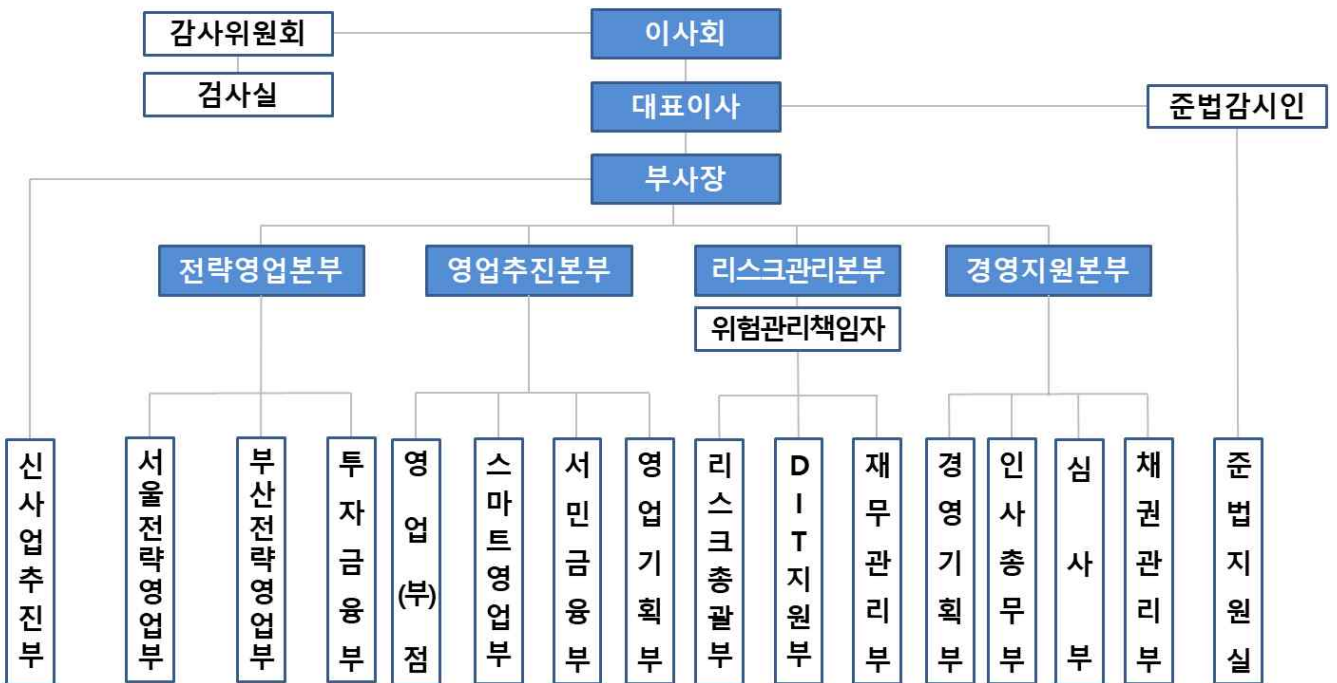 감사위원회
이사회
검사실
대표이사
준법감시인
부사장
전략영업본부
영업추진본부
리스크관리본부
경영지원본부
위험관리책임자
신사업추진부
서울전략영업부
부산전략영업부
투자금융부
영업(부)점
스마트영업부
서민금융부
영업기획부
리스크총괄부
DIT지원부
재무관리부
경영기획부
인사총무부
심사부
채권관리부
준법지원실